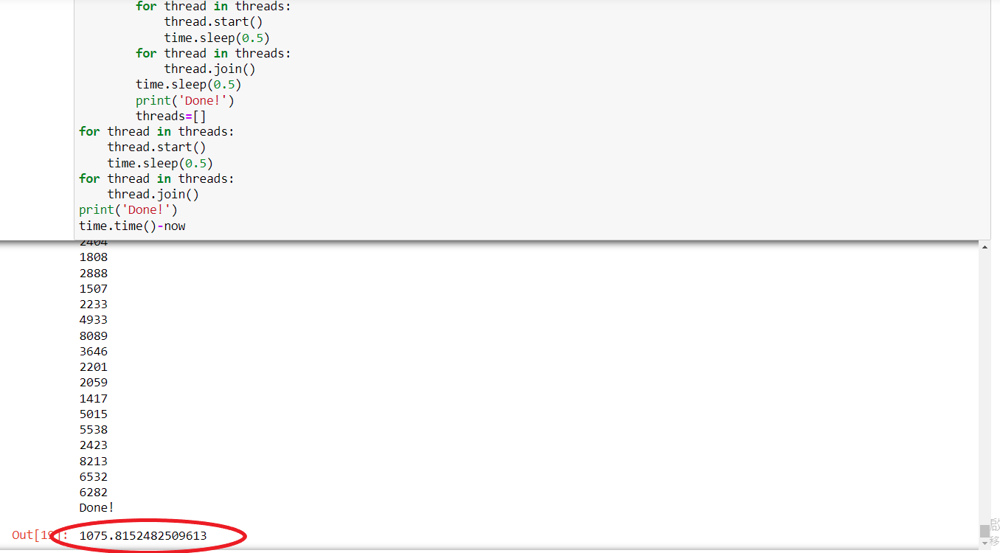 for thread in threads:
thread.start()
time.sleep(0.5)
for thread in threads:
thread.join()
time.sleep(0.5)
print('Done!')
threads=[]
for thread in threads:
thread.start()
time.sleep(0.5)
for thread in threads:
thread.join()
print('Done!')
time.time()-now
2404
1808
2888
1507
2233
4933
8089
3646
2201
2059
1417
5015
5538
2423
8213
6532
6282
Done!
Out[19]: 1075.8152482509613
啟
移